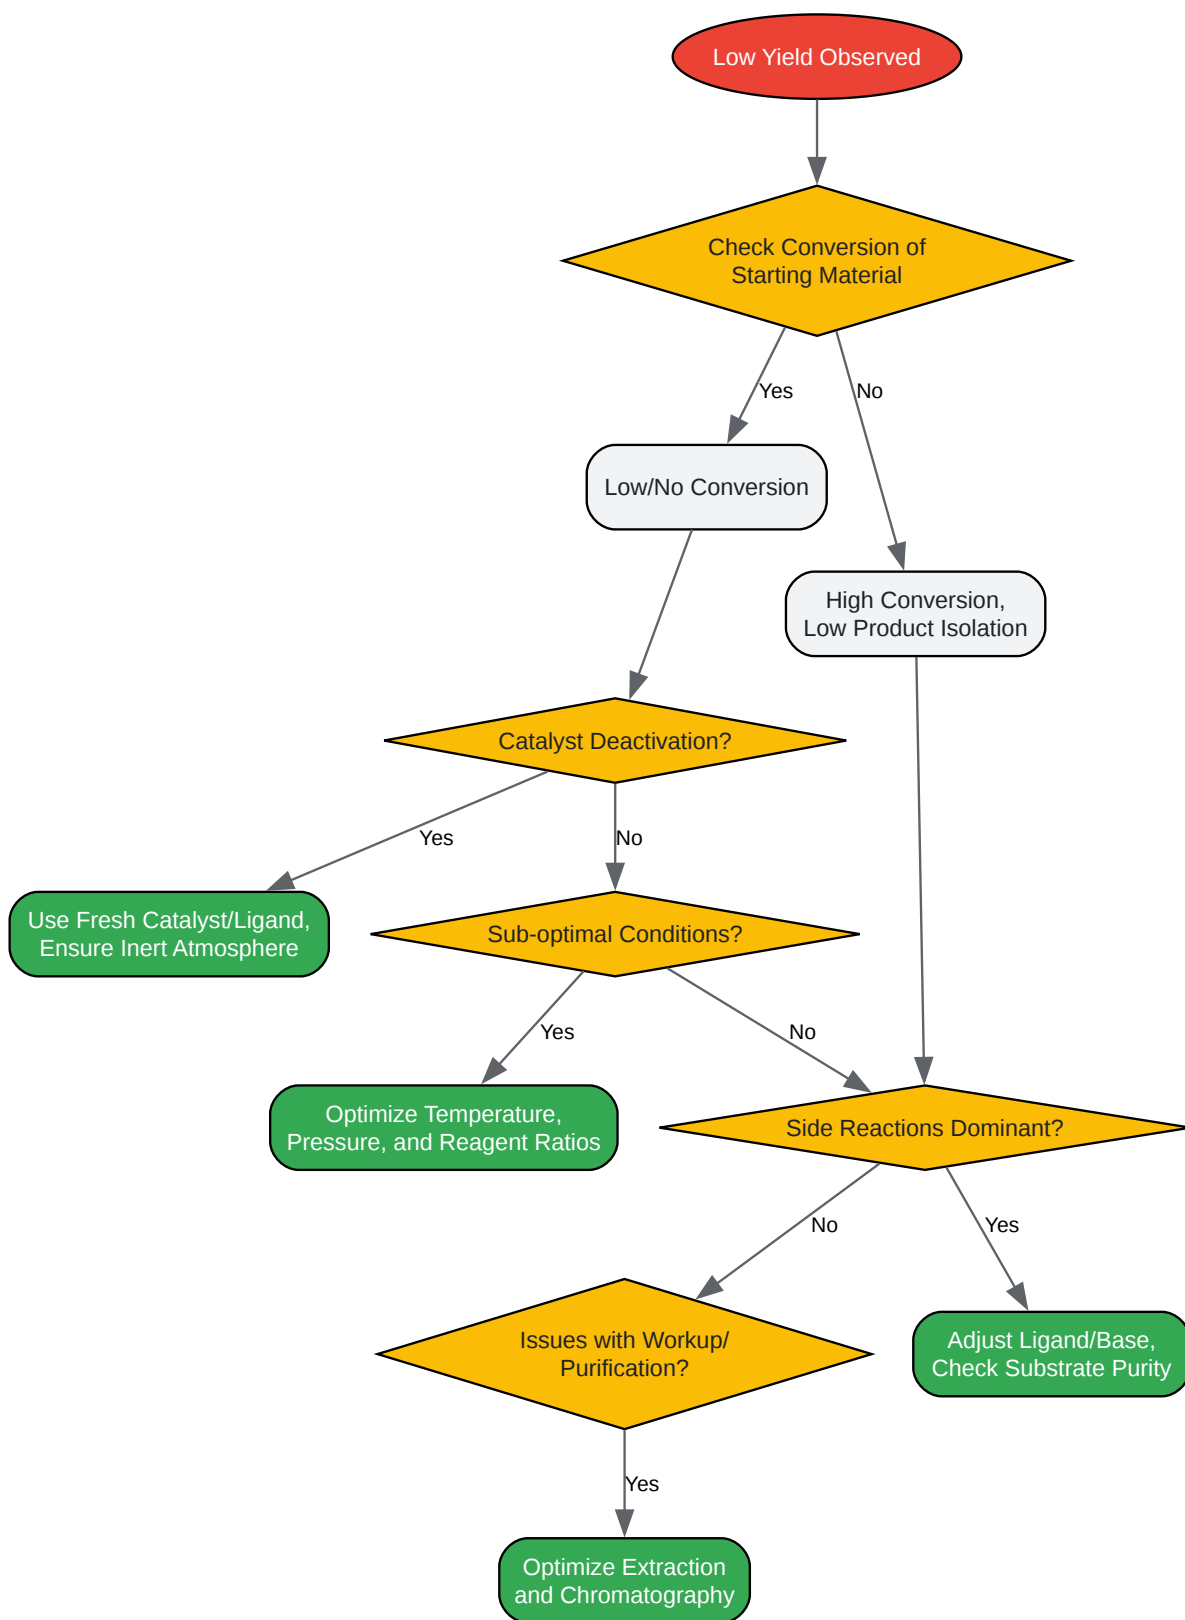 Low Yield Observed
Check Conversion of
Starting Material
Yes
No
Low/No Conversion
High Conversion,
Low Product Isolation
Catalyst Deactivation?
Yes
No
Use Fresh Catalyst/Ligand,
Ensure Inert Atmosphere
Sub-optimal Conditions?
Yes
No
Optimize Temperature,
Pressure, and Reagent Ratios
Side Reactions Dominant?
No
Yes
Issues with Workup/
Purification?
Adjust Ligand/Base,
Check Substrate Purity
Yes
Optimize Extraction
and Chromatography